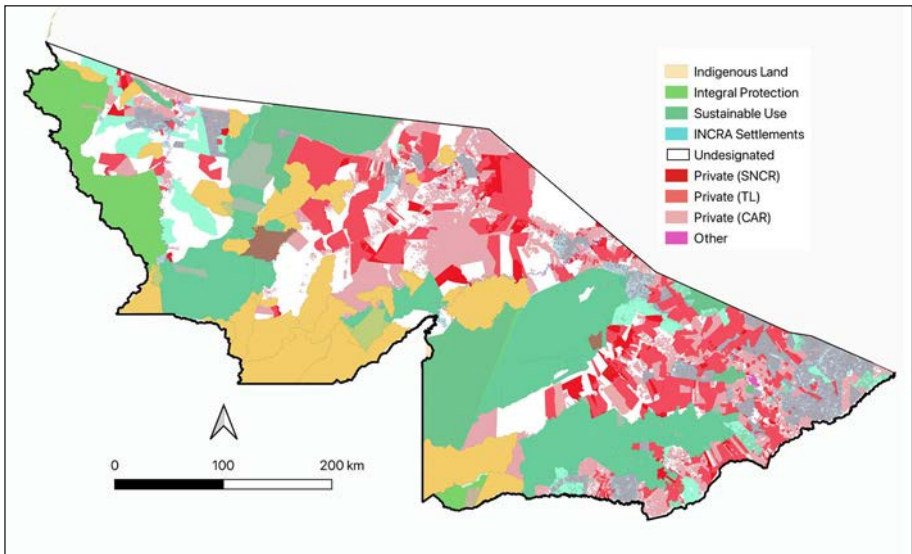 Indigenous Land
Integral Protection
Sustainable Use
INCRA Settlements
Undesignated
Private (SNCR)
Private (TL)
Private (CAR)
Other
0 100 200 km